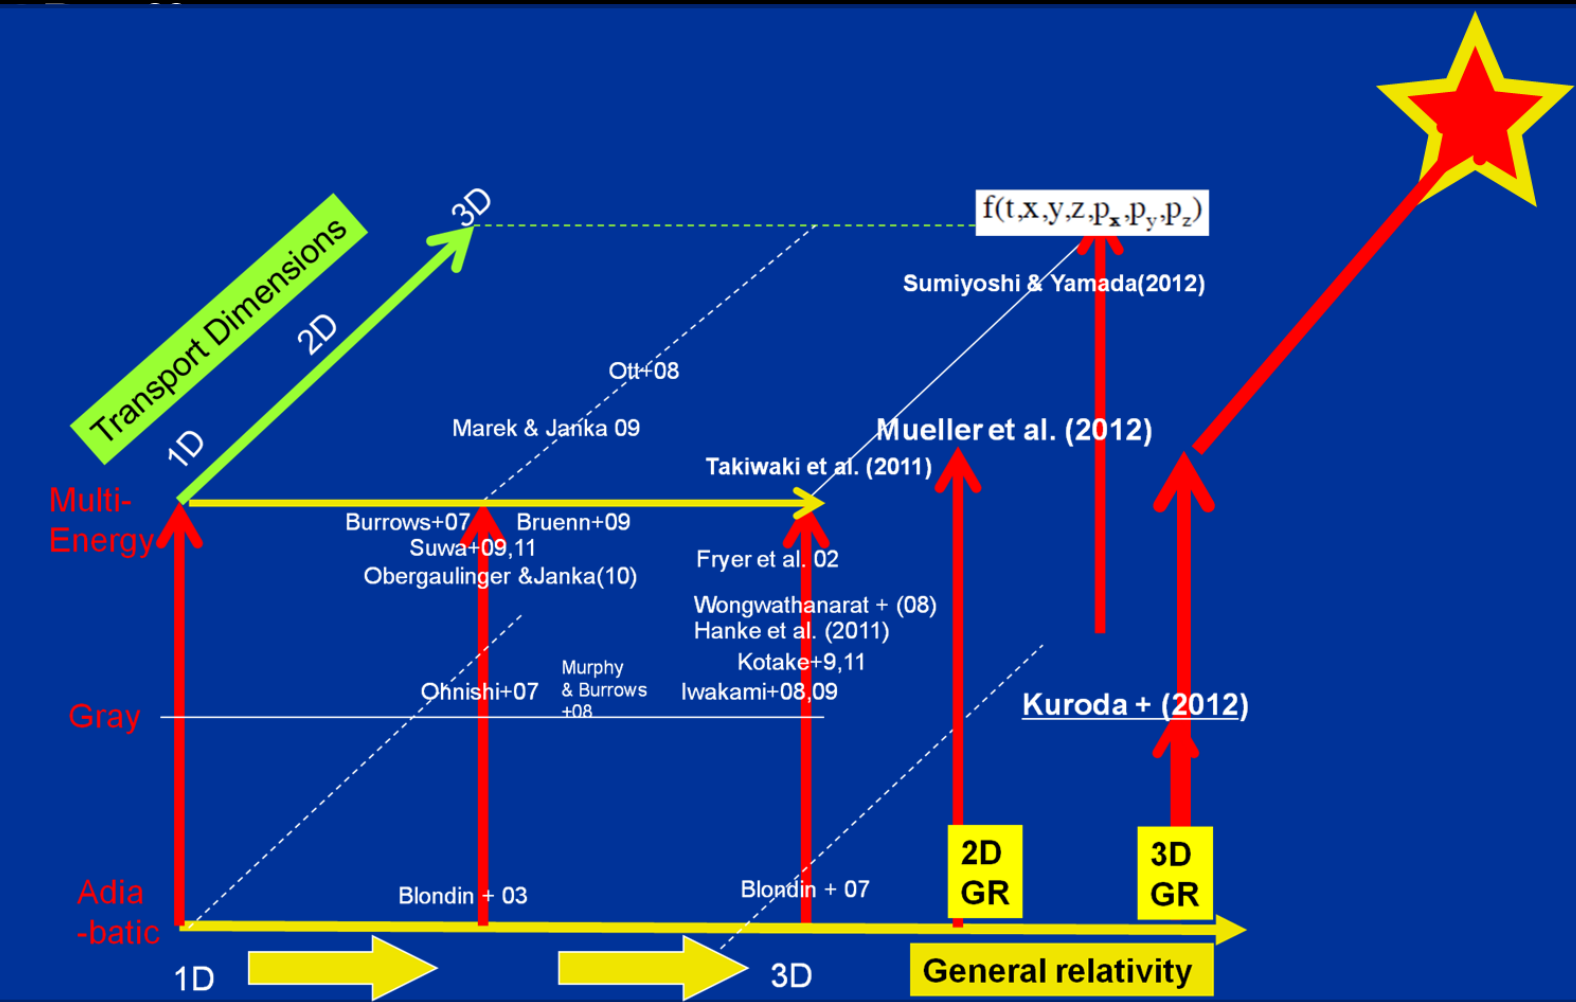 3D
f(t,x,y,z,px,py,pz)
Transport Dimensions
Sumiyoshi & Yamada(2012)
2D
Ott+08
1D
Marek & Janka 09
Mueller et al. (2012)
Takiwaki et al. (2011)
Multi-
Energy
Burrows+07
Bruenn+09
Suwa+09,11
Obergaulinger &Janka(10)
Fryer et al. 02
Wongwathanarat + (08)
Hanke et al. (2011)
Kotake+9,11
Murphy
& Burrows
+08
Ohnishi+07
Iwakami+08,09
Gray
Kuroda + (2012)
2D
GR
3D
GR
Adia
-batic
Blondin + 03
Blondin + 07
1D
3D
General relativity